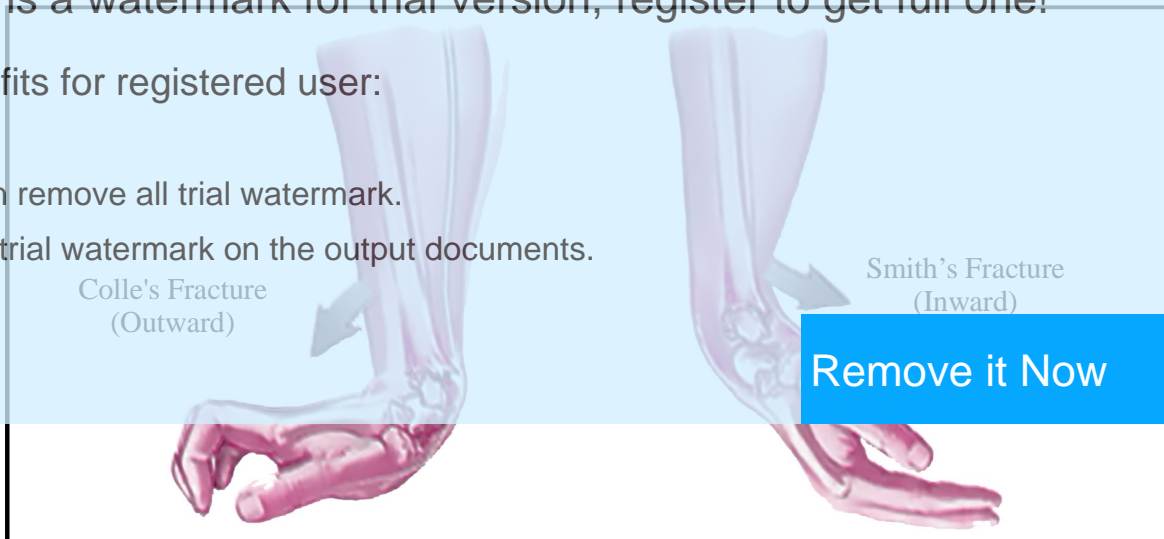 is a watermark for trial version, register to get full one!
fits for registered user:
remove all trial watermark.
trial watermark on the output documents.
Colle's Fracture
(Outward)
Smith’s Fracture
(Inward)
Remove it Now